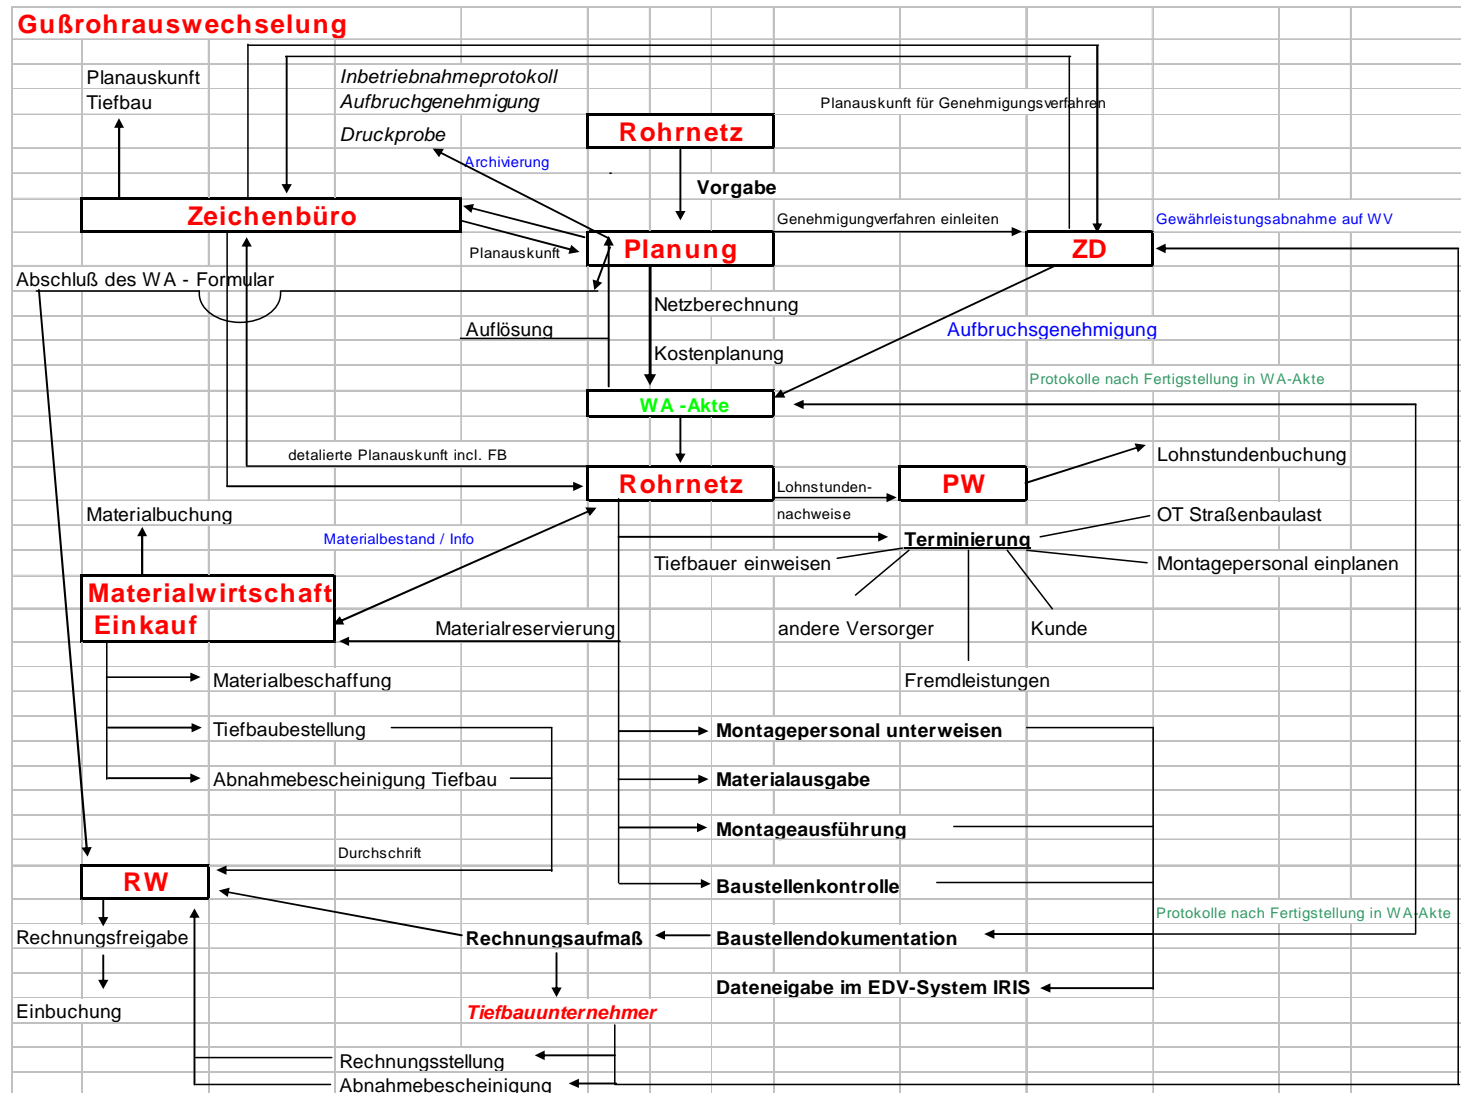 Gußrohrauswechselung
Planauskunft
Tiefbau
Inbetriebnahmeprotokoll
Aufbruchgenehmigung
Druckprobe
Planauskunft für Genehmigungsverfahren
Rohrnetz
Archivierung
Vorgabe
Zeichenbüro
Genehmigungverfahren einleiten
Gewährleistungsabnahme auf WV
Planauskunft
Planung
ZD
Abschluß des WA - Formular
Netzberechnung
Auflösung
Aufbruchsgenehmigung
Kostenplanung
Protokolle nach Fertigstellung in WA-Akte
WA -Akte
detalierte Planauskunft incl. FB
Lohnstundenbuchung
Rohrnetz
Lohnstunden-
nachweise
PW
Materialbuchung
OT Straßenbaulast
Materialbestand / Info
Terminierung
Tiefbauer einweisen
Montagepersonal einplanen
Materialwirtschaft
Einkauf
Materialreservierung
andere Versorger
Kunde
Materialbeschaffung
Fremdleistungen
Tiefbaubestellung
Montagepersonal unterweisen
Abnahmebescheinigung Tiefbau
Materialausgabe
Montageausführung
Durchschrift
RW
Baustellenkontrolle
Protokolle nach Fertigstellung in WA-Akte
Rechnungsfreigabe
Rechnungsaufmaß
Baustellendokumentation
Dateneigabe im EDV-System IRIS
Einbuchung
Tiefbauunternehmer
Rechnungsstellung
Abnahmebescheinigung